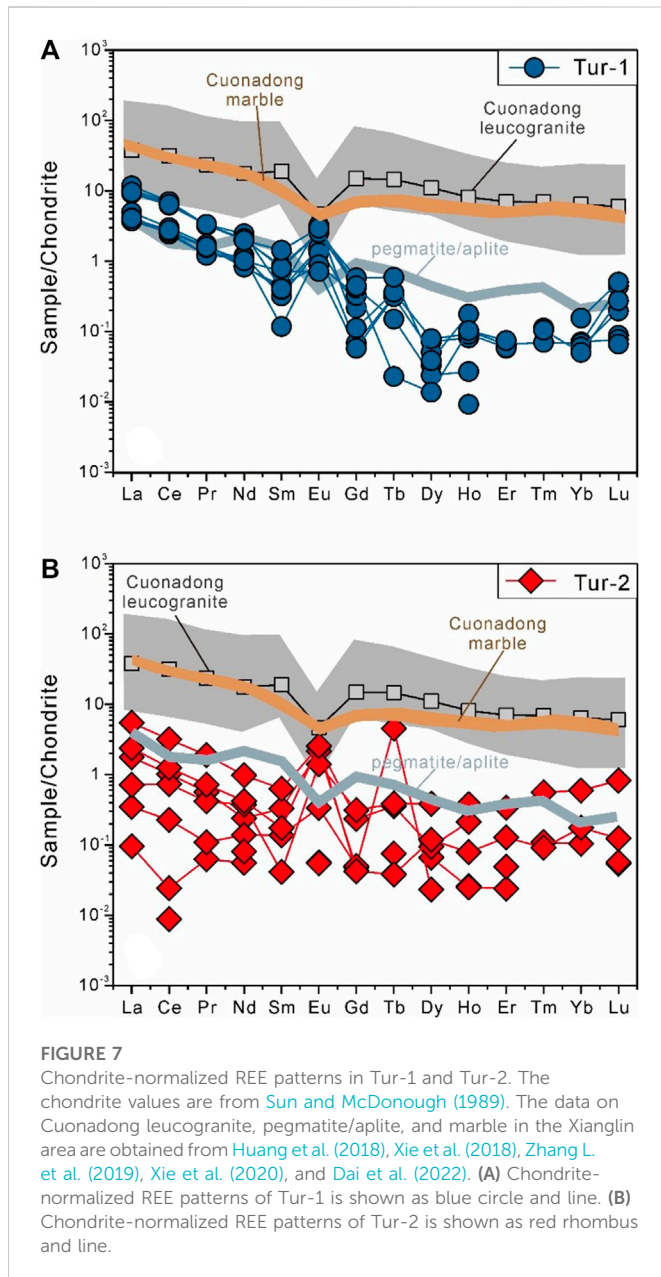 A
10³
10²
10
1
10⁻¹
10⁻²
10⁻³
Sample/Chondrite
Cuonadong
marble
Tur-1
Cuonadong
leucogranite
pegmatite/aplite
La Ce Pr Nd Sm Eu Gd Tb Dy Ho Er Tm Yb Lu
B
10³
10²
10
1
10⁻¹
10⁻²
10⁻³
Sample/Chondrite
Cuonadong
leucogranite
Tur-2
Cuonadong
marble
pegmatite/aplite
La Ce Pr Nd Sm Eu Gd Tb Dy Ho Er Tm Yb Lu
FIGURE 7
Chondrite-normalized REE patterns in Tur-1 and Tur-2. The
chondrite values are from Sun and McDonough (1989). The data on
Cuonadong leucogranite, pegmatite/aplite, and marble in the Xianglin
area are obtained from Huang et al. (2018), Xie et al. (2018), Zhang L.
et al. (2019), Xie et al. (2020), and Dai et al. (2022). (A) Chondrite-
normalized REE patterns of Tur-1 is shown as blue circle and line. (B)
Chondrite-normalized REE patterns of Tur-2 is shown as red rhombus
and line.